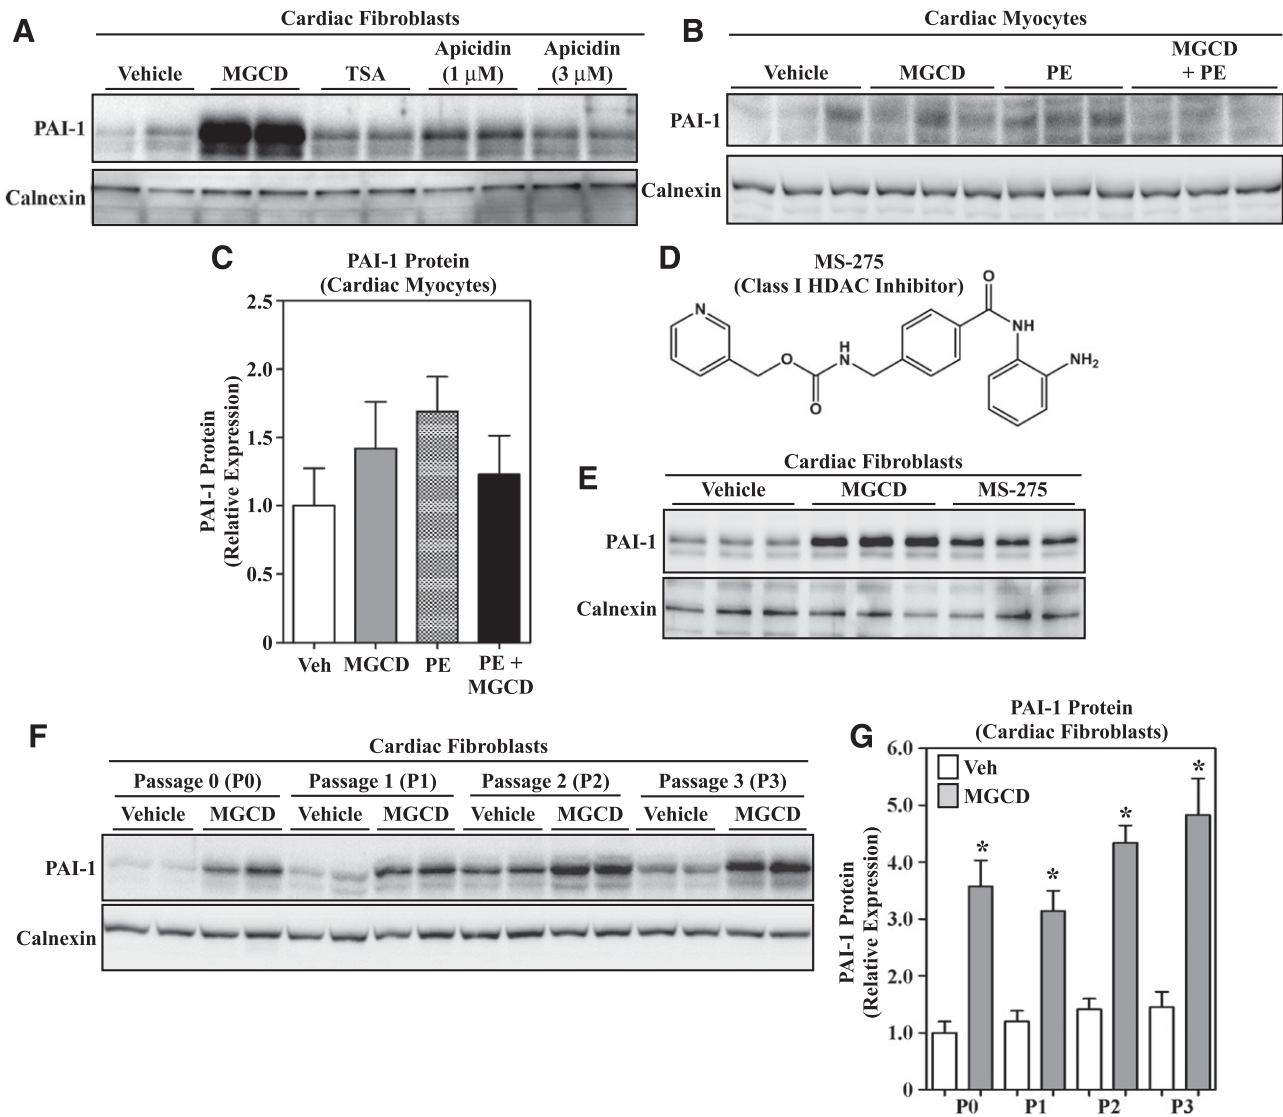 A
Cardiac Fibroblasts
Vehicle MGCD TSA Apicidin (1 μM) Apicidin (3 μM)
PAI-1
Calnexin
B
Cardiac Myocytes
Vehicle MGCD PE MGCD + PE
PAI-1
Calnexin
C
PAI-1 Protein
(Cardiac Myocytes)
PAI-1 Protein
(Relative Expression)
2.5
2.0
1.5
1.0
0.5
0
Veh MGCD PE PE + MGCD
D
MS-275
(Class I HDAC Inhibitor)
N
O
O
H
N
O
NH
NH2
E
Cardiac Fibroblasts
Vehicle MGCD MS-275
PAI-1
Calnexin
F
Cardiac Fibroblasts
Passage 0 (P0) Passage 1 (P1) Passage 2 (P2) Passage 3 (P3)
Vehicle MGCD Vehicle MGCD Vehicle MGCD Vehicle MGCD
PAI-1
Calnexin
G
PAI-1 Protein
(Cardiac Fibroblasts)
PAI-1 Protein
(Relative Expression)
6.0
5.0
4.0
3.0
2.0
1.0
0
Veh
MGCD
* * * *
P0 P1 P2 P3